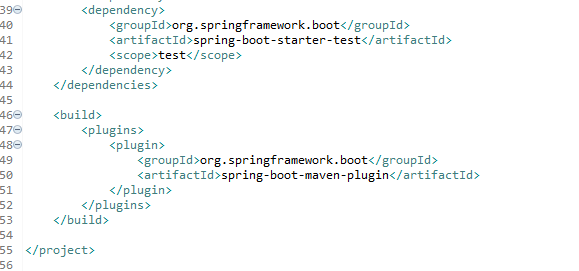 39 <dependency>
40 <groupId>org.springframework.boot</groupId>
41 <artifactId>spring-boot-starter-test</artifactId>
42 <scope>test</scope>
43 </dependency>
44 </dependencies>
45
46 <build>
47 <plugins>
48 <plugin>
49 <groupId>org.springframework.boot</groupId>
50 <artifactId>spring-boot-maven-plugin</artifactId>
51 </plugin>
52 </plugins>
53 </build>
54
55 </project>
56